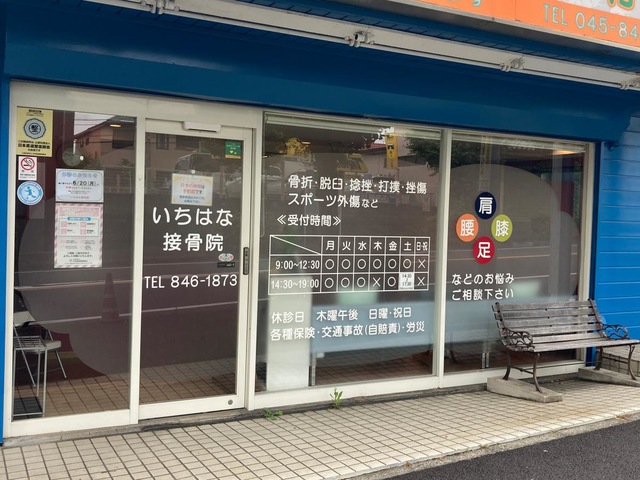 TEL 045-84
いちはな
接骨院
TEL 846-1873
6/20(月)
骨折・脱臼・捻挫・打撲・挫傷
スポーツ外傷など
≪受付時間≫
月 火 水 木 金 土 日・祝
9:00~12:30 ○ ○ ○ ○ ○ ○ ×
14:30~19:00 ○ ○ ○ × ○ ×
休診日 木曜午後 日曜・祝日
各種保険・交通事故(自賠責)・労災
肩
腰 膝
足
などのお悩み
ご相談下さい